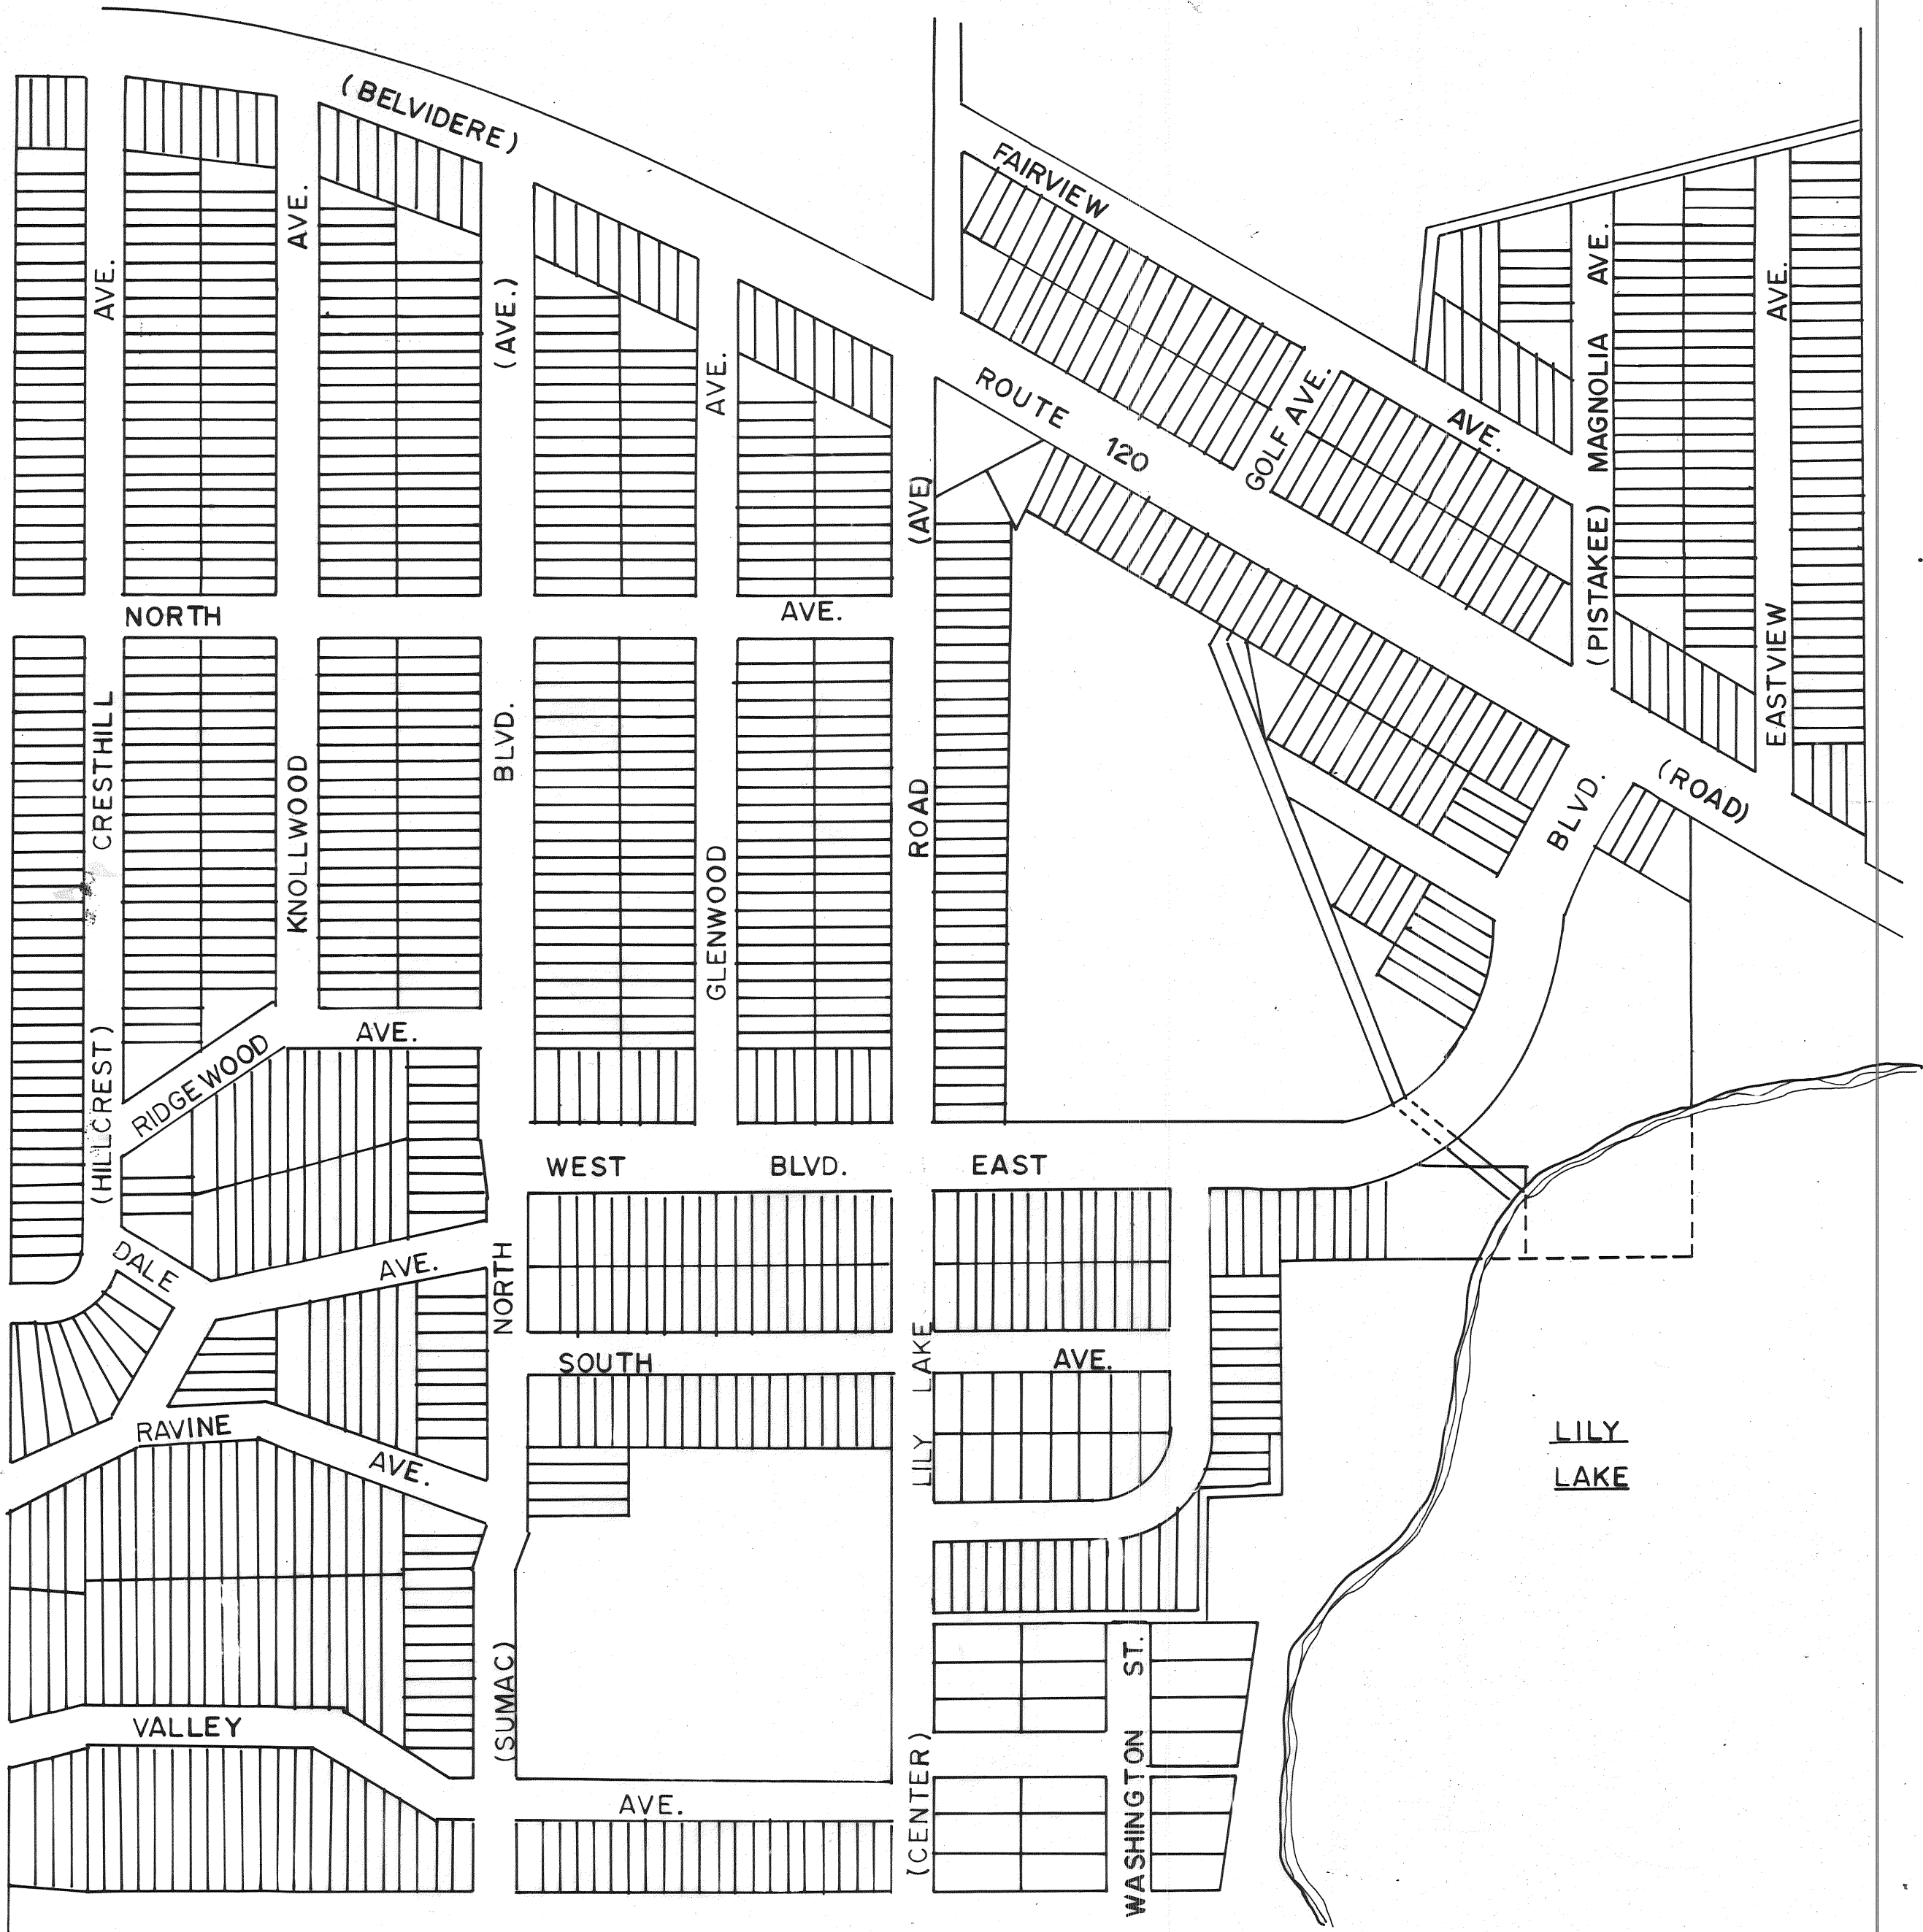 (BELVIDERE)
FAIRVIEW
AVE.
ROUTE 120
(ROAD)
GOLF AVE.
(PISTAKEE) MAGNOLIA AVE.
EASTVIEW AVE.
(HILLCREST) CRESTHILL AVE.
KNOLLWOOD AVE.
NORTH BLVD. (AVE.)
(SUMAC)
GLENWOOD AVE.
(CENTER) LILY LAKE ROAD (AVE)
NORTH AVE.
BLVD.
RIDGEWOOD AVE.
WEST BLVD. EAST
DALE AVE.
SOUTH AVE.
RAVINE AVE.
LILY
LAKE
VALLEY AVE.
WASHINGTON ST.